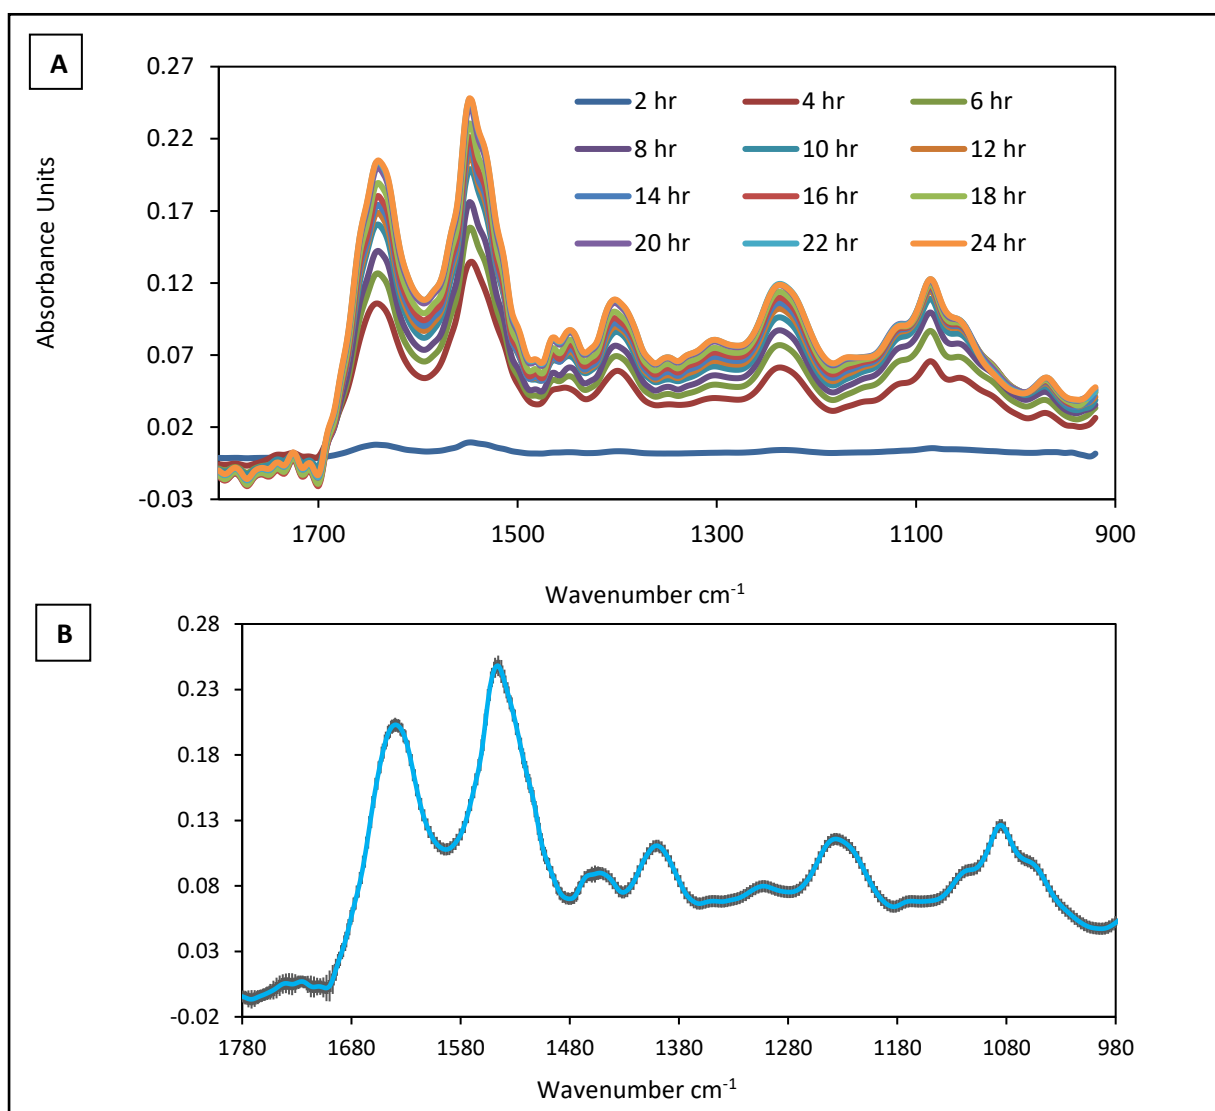 A
0.27
0.22
0.17
0.12
0.07
0.02
-0.03
Absorbance Units
2 hr 4 hr 6 hr
8 hr 10 hr 12 hr
14 hr 16 hr 18 hr
20 hr 22 hr 24 hr
1700 1500 1300 1100 900
Wavenumber cm-1
B
0.28
0.23
0.18
0.13
0.08
0.03
-0.02
1780 1680 1580 1480 1380 1280 1180 1080 980
Wavenumber cm-1